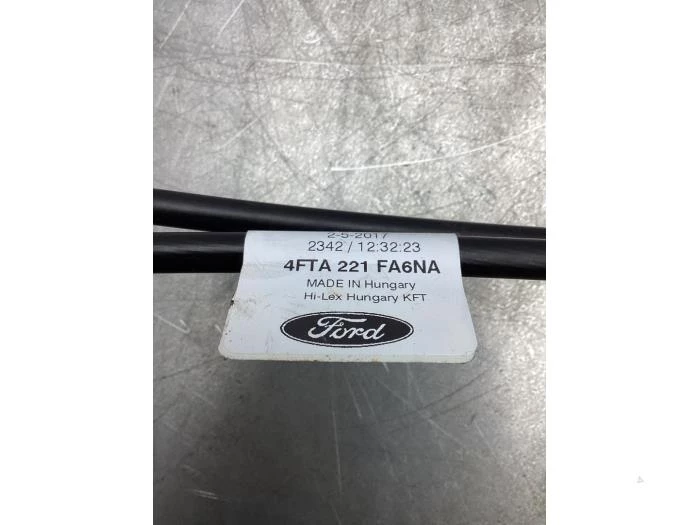 2-5-2017
2342 / 12:32:23
4FTA 221 FA6NA
MADE IN Hungary
Hi-Lex Hungary KFT
Ford